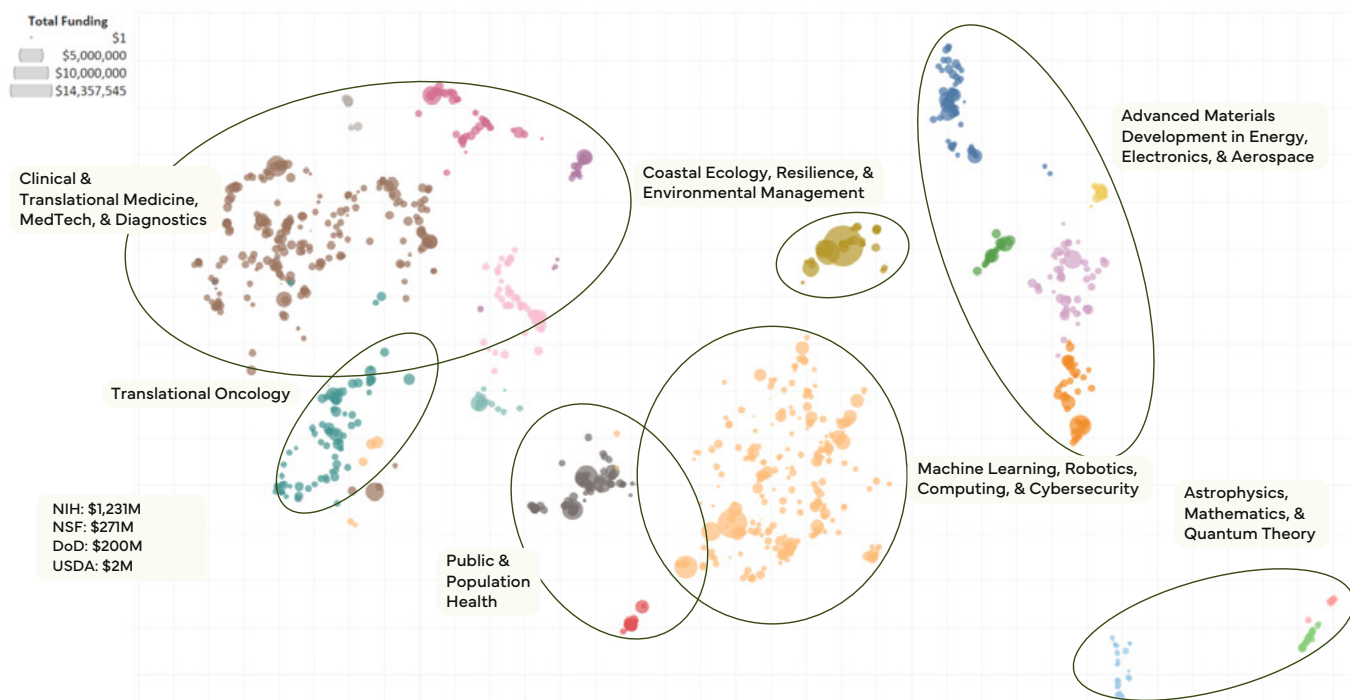 Total Funding
$1
$5,000,000
$10,000,000
$14,357,545
Advanced Materials
Development in Energy,
Electronics, & Aerospace
Coastal Ecology, Resilience, &
Environmental Management
Clinical &
Translational Medicine,
MedTech, & Diagnostics
Translational Oncology
Machine Learning, Robotics,
Computing, & Cybersecurity
Astrophysics,
Mathematics, &
Quantum Theory
NIH: $1,231M
NSF: $271M
DoD: $200M
USDA: $2M
Public &
Population
Health